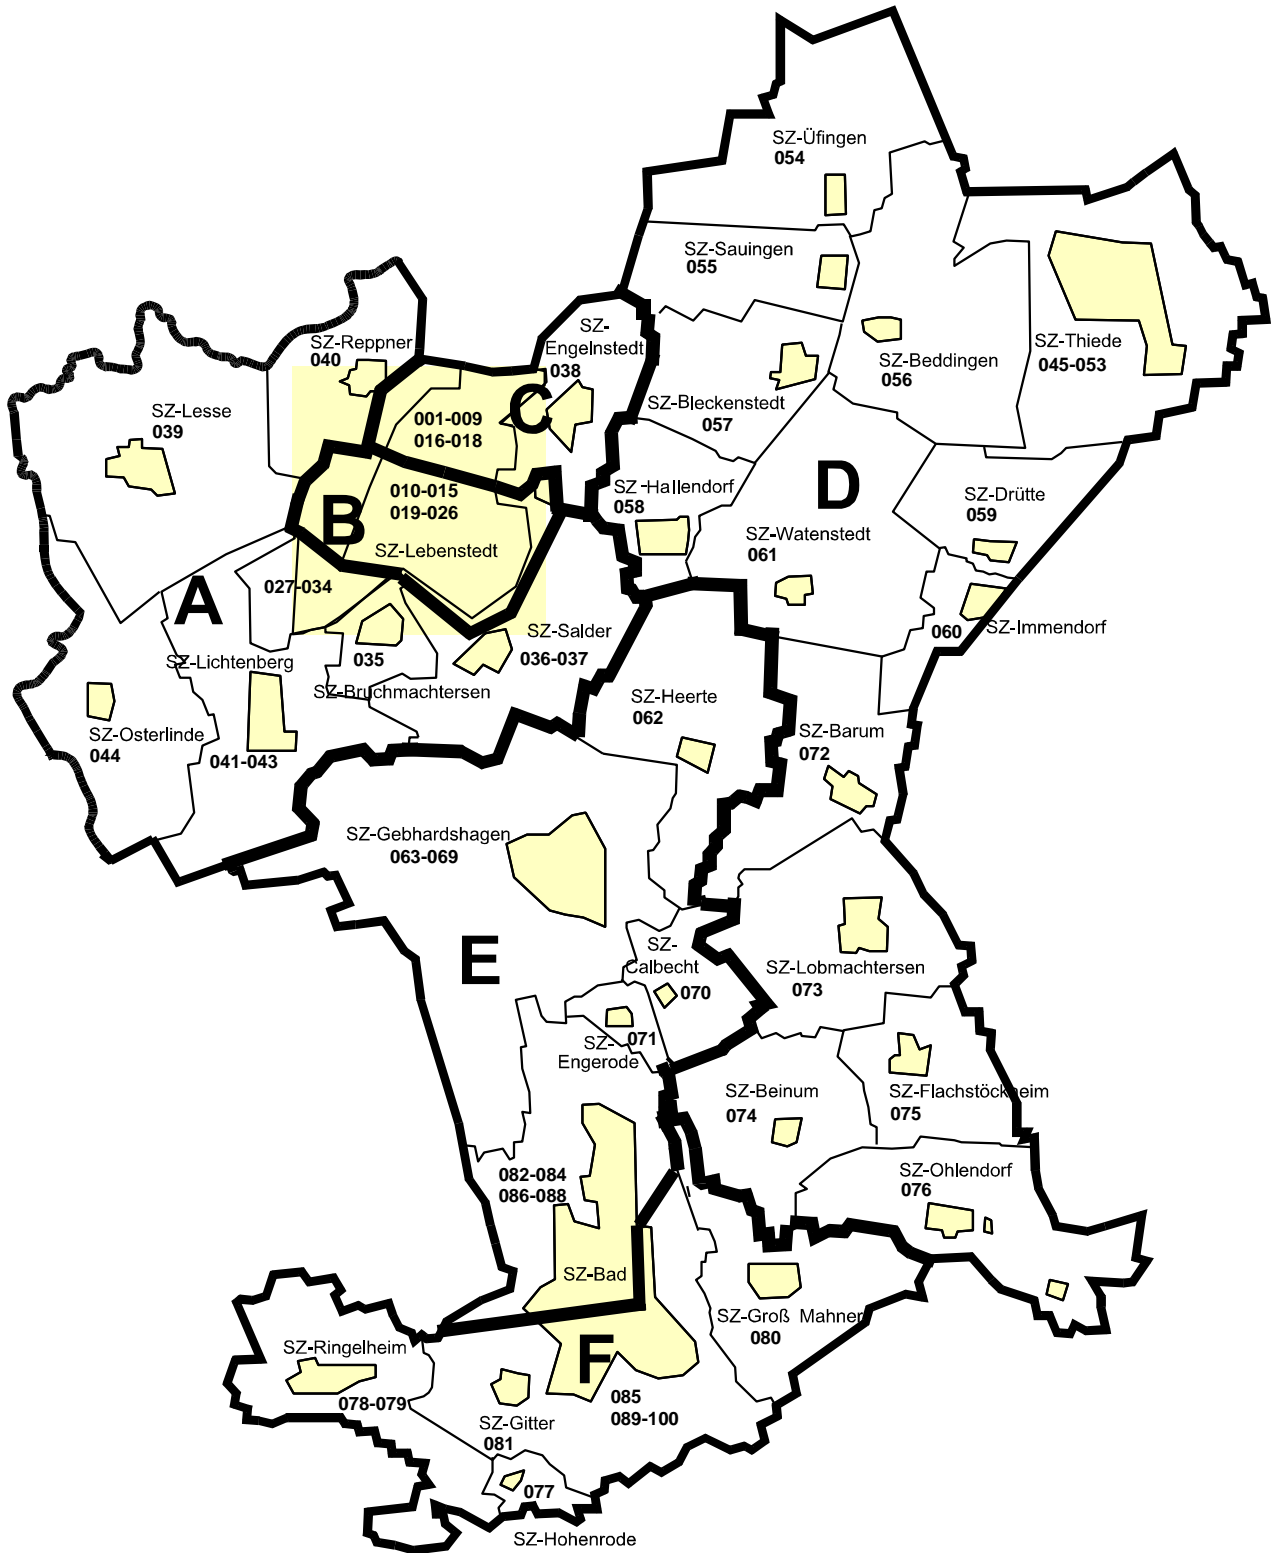 SZ-Üfingen
054
SZ-Sauingen
055
SZ-Thiede
045-053
SZ-Beddingen
056
SZ-Bleckenstedt
057
SZ-
Engelnstedt
038
C
SZ-Reppner
040
SZ-Lesse
039
001-009
016-018
010-015
019-026
B
SZ-Lebenstedt
SZ-Hallendorf
058
D
SZ-Drütte
059
SZ-Watenstedt
061
060
SZ-Immendorf
027-034
A
SZ-Lichtenberg
041-043
035
SZ-Bruchmachtersen
SZ-Salder
036-037
SZ-Osterlinde
044
SZ-Heerte
062
SZ-Barum
072
SZ-Gebhardshagen
063-069
E
SZ-
Calbecht
070
SZ-Lobmachtersen
073
071
SZ-
Engerode
SZ-Beinum
074
SZ-Flachstöckheim
075
SZ-Ohlendorf
076
082-084
086-088
SZ-Bad
SZ-Groß Mahner
080
F
085
089-100
SZ-Ringelheim
078-079
SZ-Gitter
081
077
SZ-Hohenrode